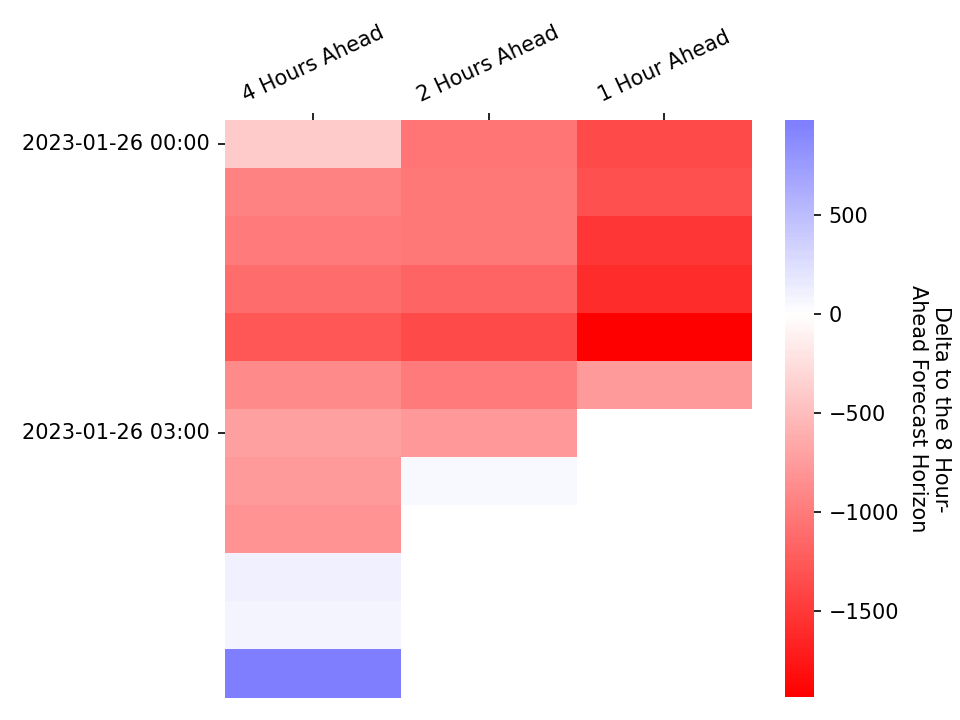 4 Hours Ahead
2 Hours Ahead
1 Hour Ahead
2023-01-26 00:00
2023-01-26 03:00
500
0
−500
−1000
−1500
Delta to the 8 Hour-
Ahead Forecast Horizon